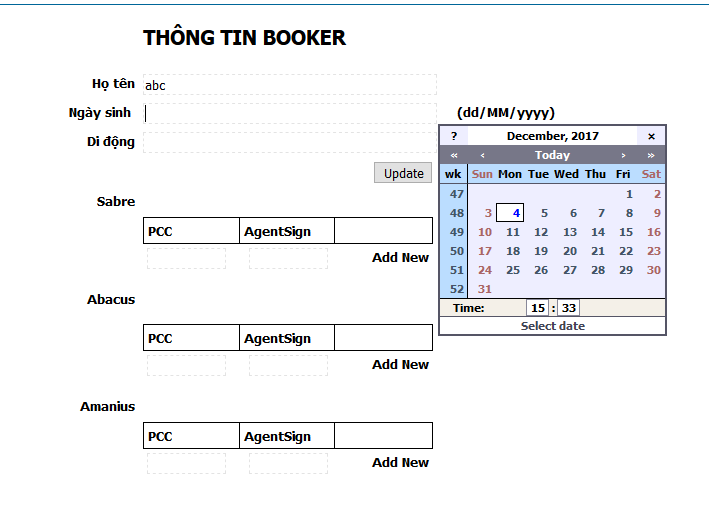 THÔNG TIN BOOKER
Họ tên abc
Ngày sinh (dd/MM/yyyy)
Di động
Update
? December, 2017 ×
« ‹ Today › »
wk Sun Mon Tue Wed Thu Fri Sat
47 1 2
48 3 4 5 6 7 8 9
49 10 11 12 13 14 15 16
50 17 18 19 20 21 22 23
51 24 25 26 27 28 29 30
52 31
Time: 15 : 33
Select date
Sabre
PCC AgentSign
Add New
Abacus
PCC AgentSign
Add New
Amanius
PCC AgentSign
Add New